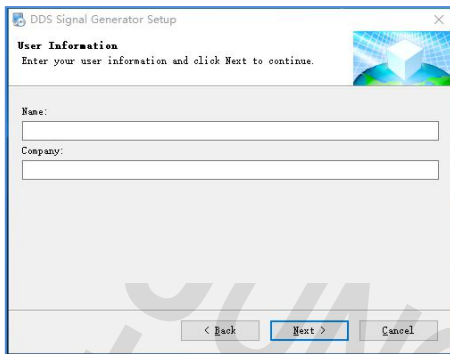 DDS Signal Generator Setup
User Information
Enter your user information and click Next to continue.
Name:
Company:
< Back
Next >
Cancel